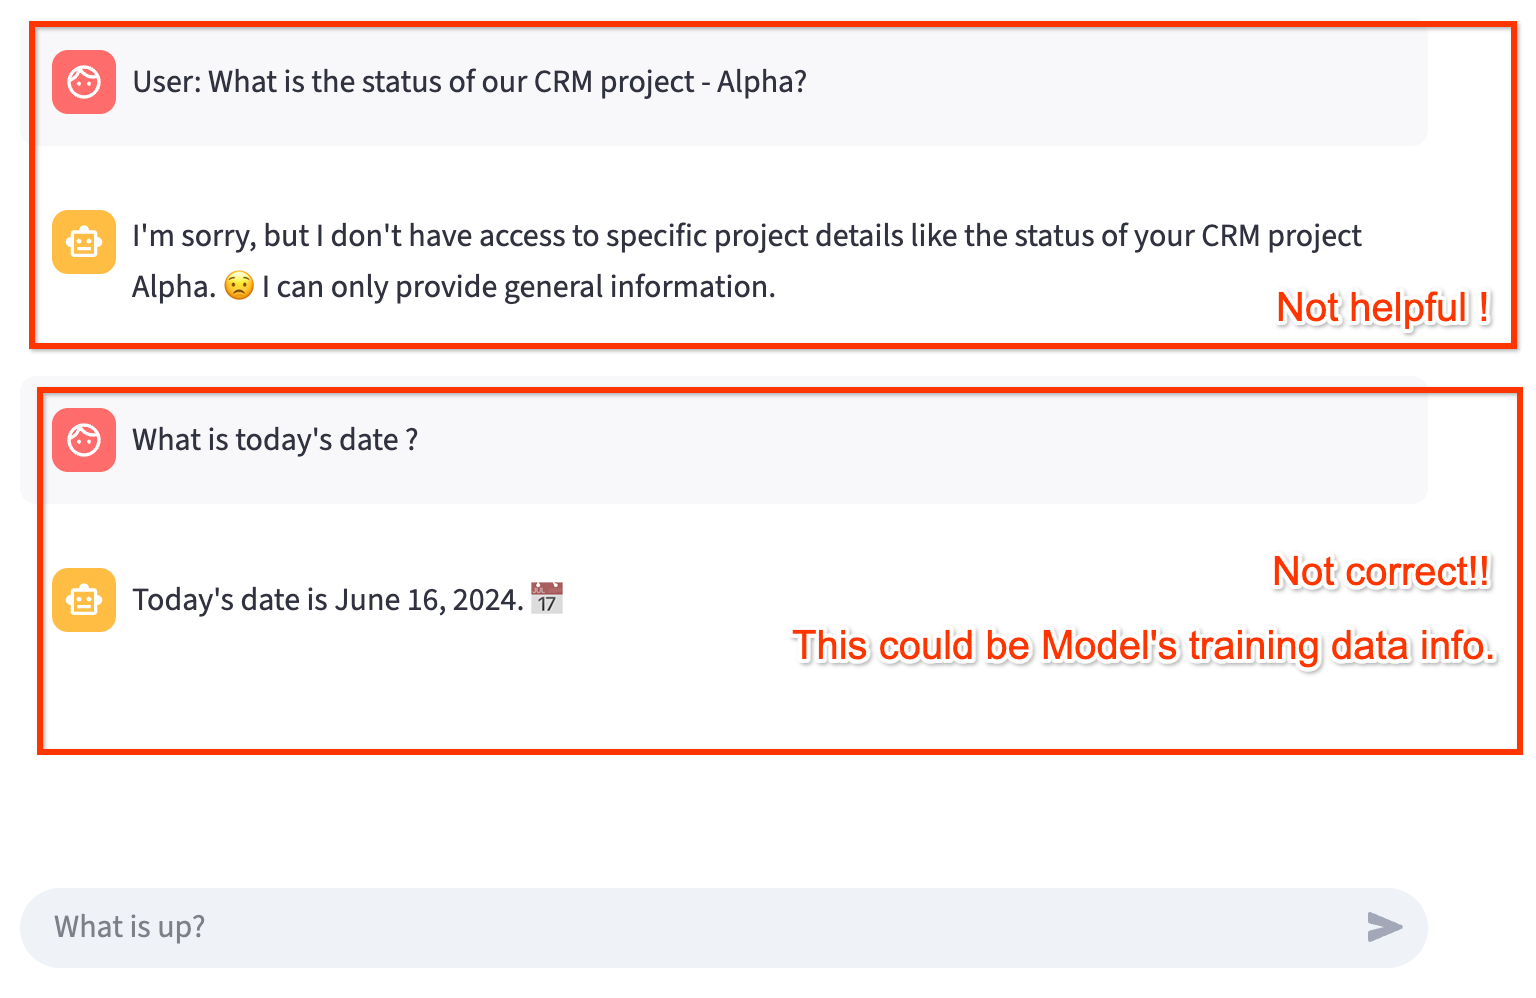 User: What is the status of our CRM project - Alpha?
I'm sorry, but I don't have access to specific project details like the status of your CRM project
Alpha. 😟 I can only provide general information.
Not helpful !
What is today's date ?
Not correct!!
Today's date is June 16, 2024. 📅
JUL
17
This could be Model's training data info.
What is up?